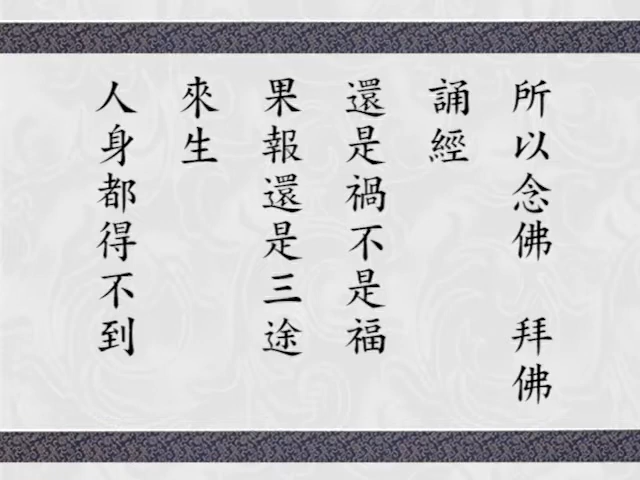 所以念佛　拜佛
誦經
還是禍不是福
果報還是三途
來生
人身都得不到